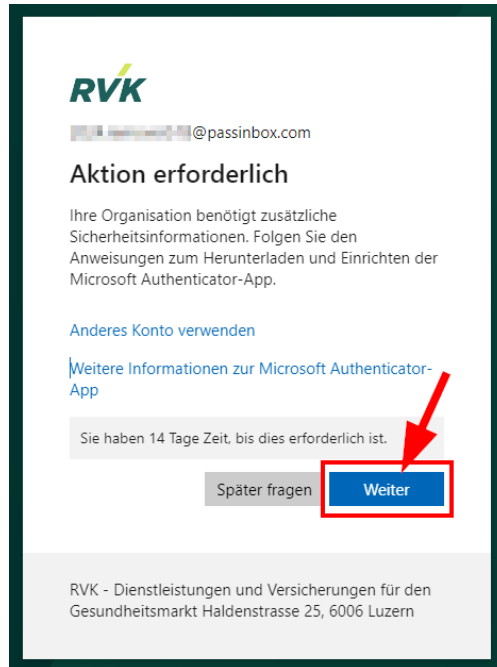 RVK
@passinbox.com
Aktion erforderlich
Ihre Organisation benötigt zusätzliche
Sicherheitsinformationen. Folgen Sie den
Anweisungen zum Herunterladen und Einrichten der
Microsoft Authenticator-App.
Anderes Konto verwenden
Weitere Informationen zur Microsoft Authenticator-
App
Sie haben 14 Tage Zeit, bis dies erforderlich ist.
Später fragen Weiter
RVK - Dienstleistungen und Versicherungen für den
Gesundheitsmarkt Haldenstrasse 25, 6006 Luzern